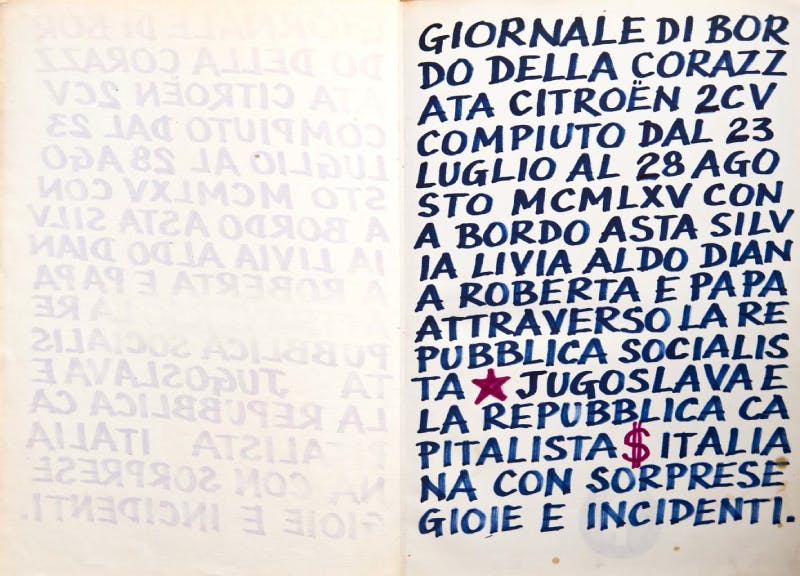 GIORNALE DI BOR
DO DELLA CORAZZ
ATA CITROËN 2CV
COMPIUTO DAL 23
LUGLIO AL 28 AGO
STO MCMLXV CON
A BORDO ASTA SILV
IA LIVIA ALDO DIAN
A ROBERTA E PAPA
ATTRAVERSO LA RE
PUBBLICA SOCIALIS
TA ★ JUGOSLAVA E
LA REPUBBLICA CA
PITALISTA $ ITALIA
NA CON SORPRESE
GIOIE E INCIDENTI.